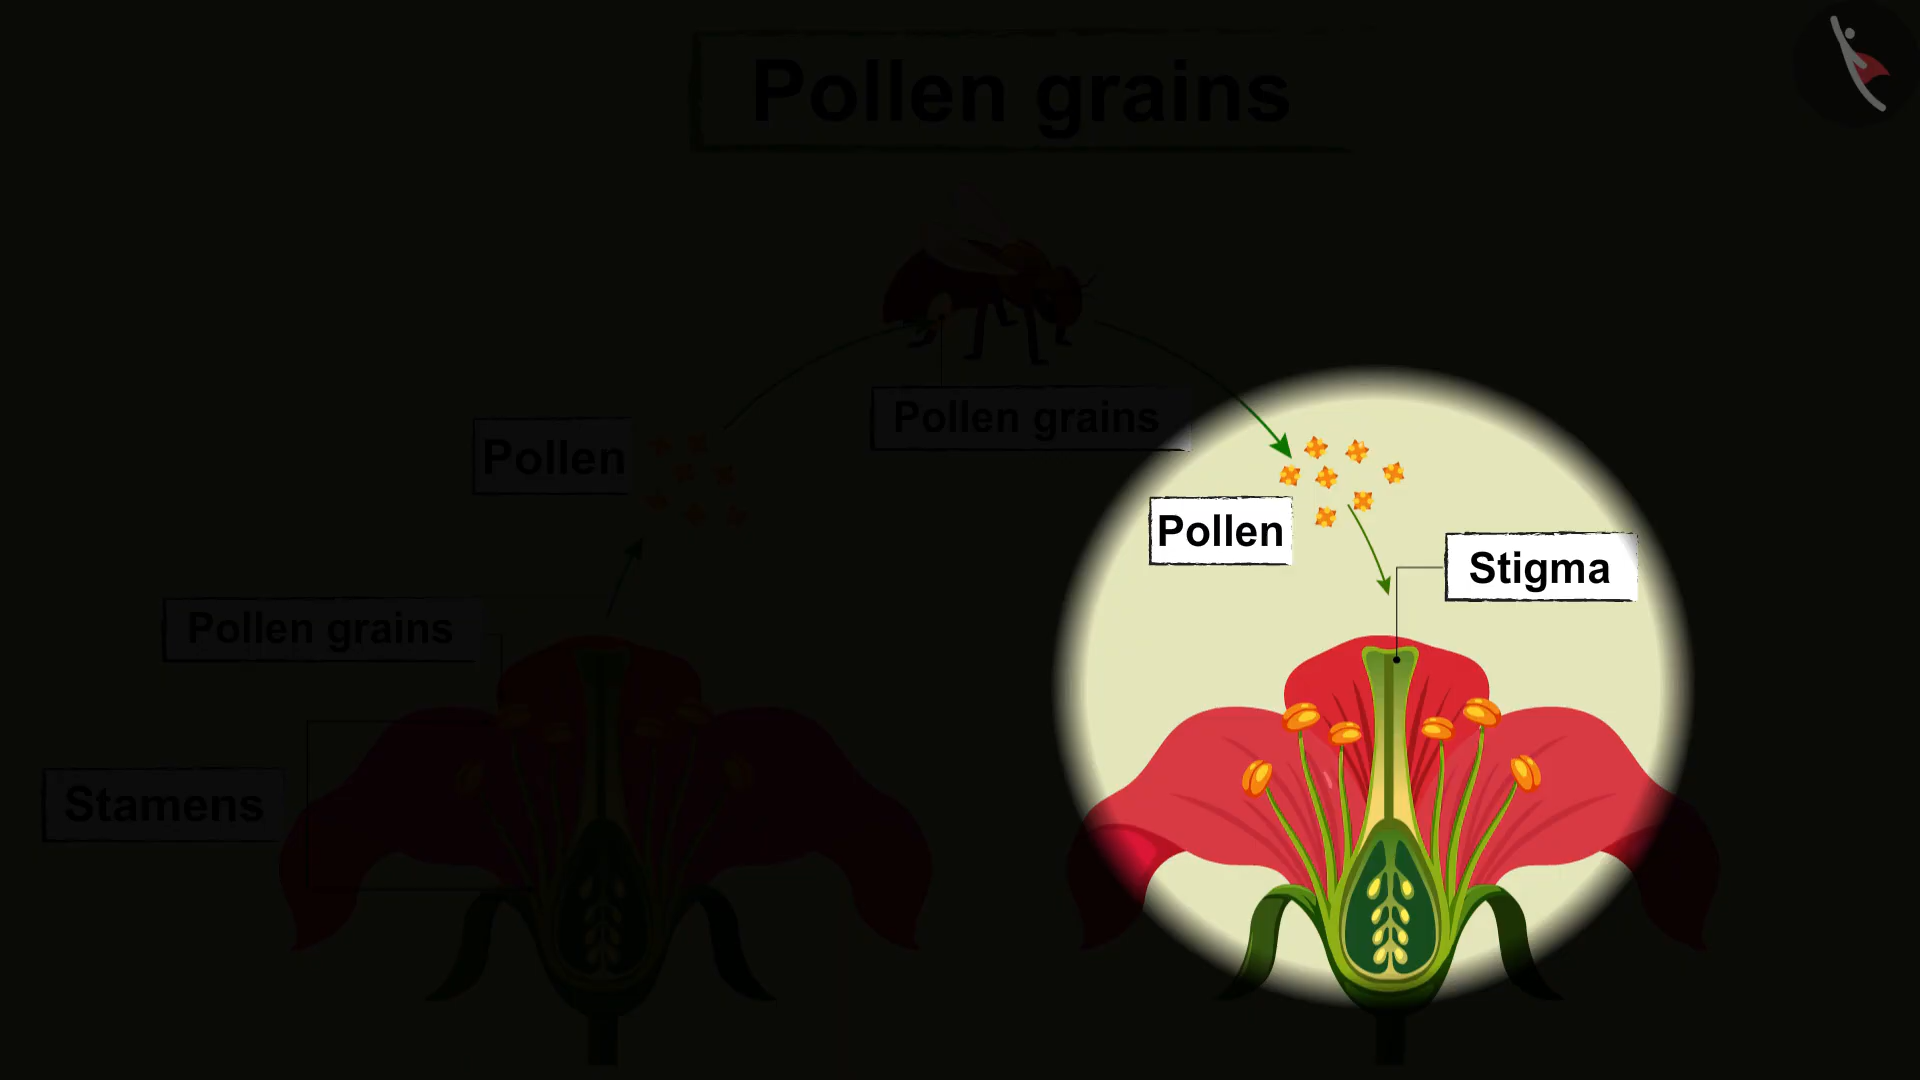 Pollen grains
Pollen grains
Pollen
Pollen
Stigma
Pollen grains
Stamens